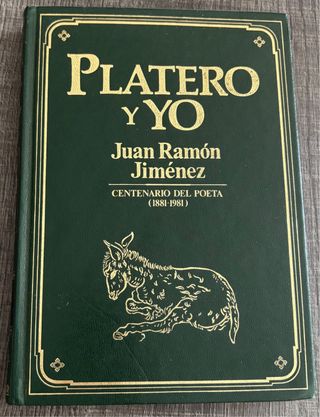 PLATERO
Y YO
Juan Ramón
Jiménez
CENTENARIO DEL POETA
(1881-1981)